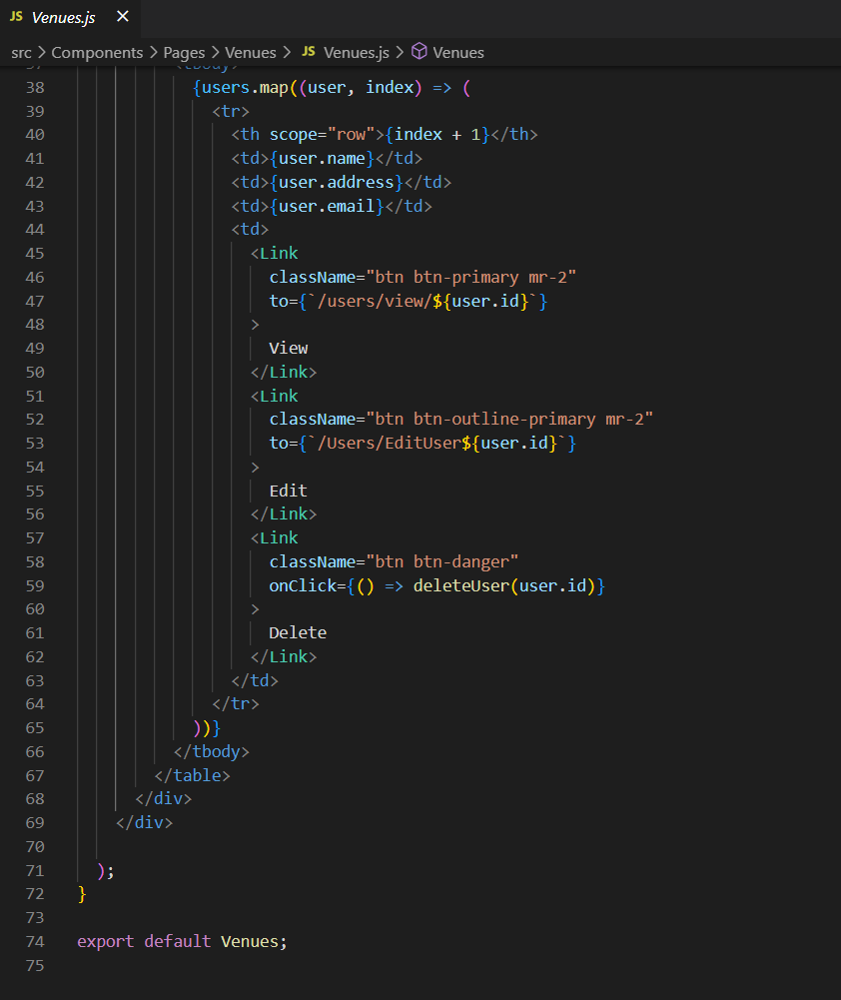 JS Venues.js ×
src > Components > Pages > Venues > JS Venues.js > Venues
37 <tbody>
38 {users.map((user, index) => (
39 <tr>
40 <th scope="row">{index + 1}</th>
41 <td>{user.name}</td>
42 <td>{user.address}</td>
43 <td>{user.email}</td>
44 <td>
45 <Link
46 className="btn btn-primary mr-2"
47 to={`/users/view/${user.id}`}
48 >
49 View
50 </Link>
51 <Link
52 className="btn btn-outline-primary mr-2"
53 to={`/Users/EditUser${user.id}`}
54 >
55 Edit
56 </Link>
57 <Link
58 className="btn btn-danger"
59 onClick={() => deleteUser(user.id)}
60 >
61 Delete
62 </Link>
63 </td>
64 </tr>
65 ))}
66 </tbody>
67 </table>
68 </div>
69 </div>
70
71 );
72 }
73
74 export default Venues;
75